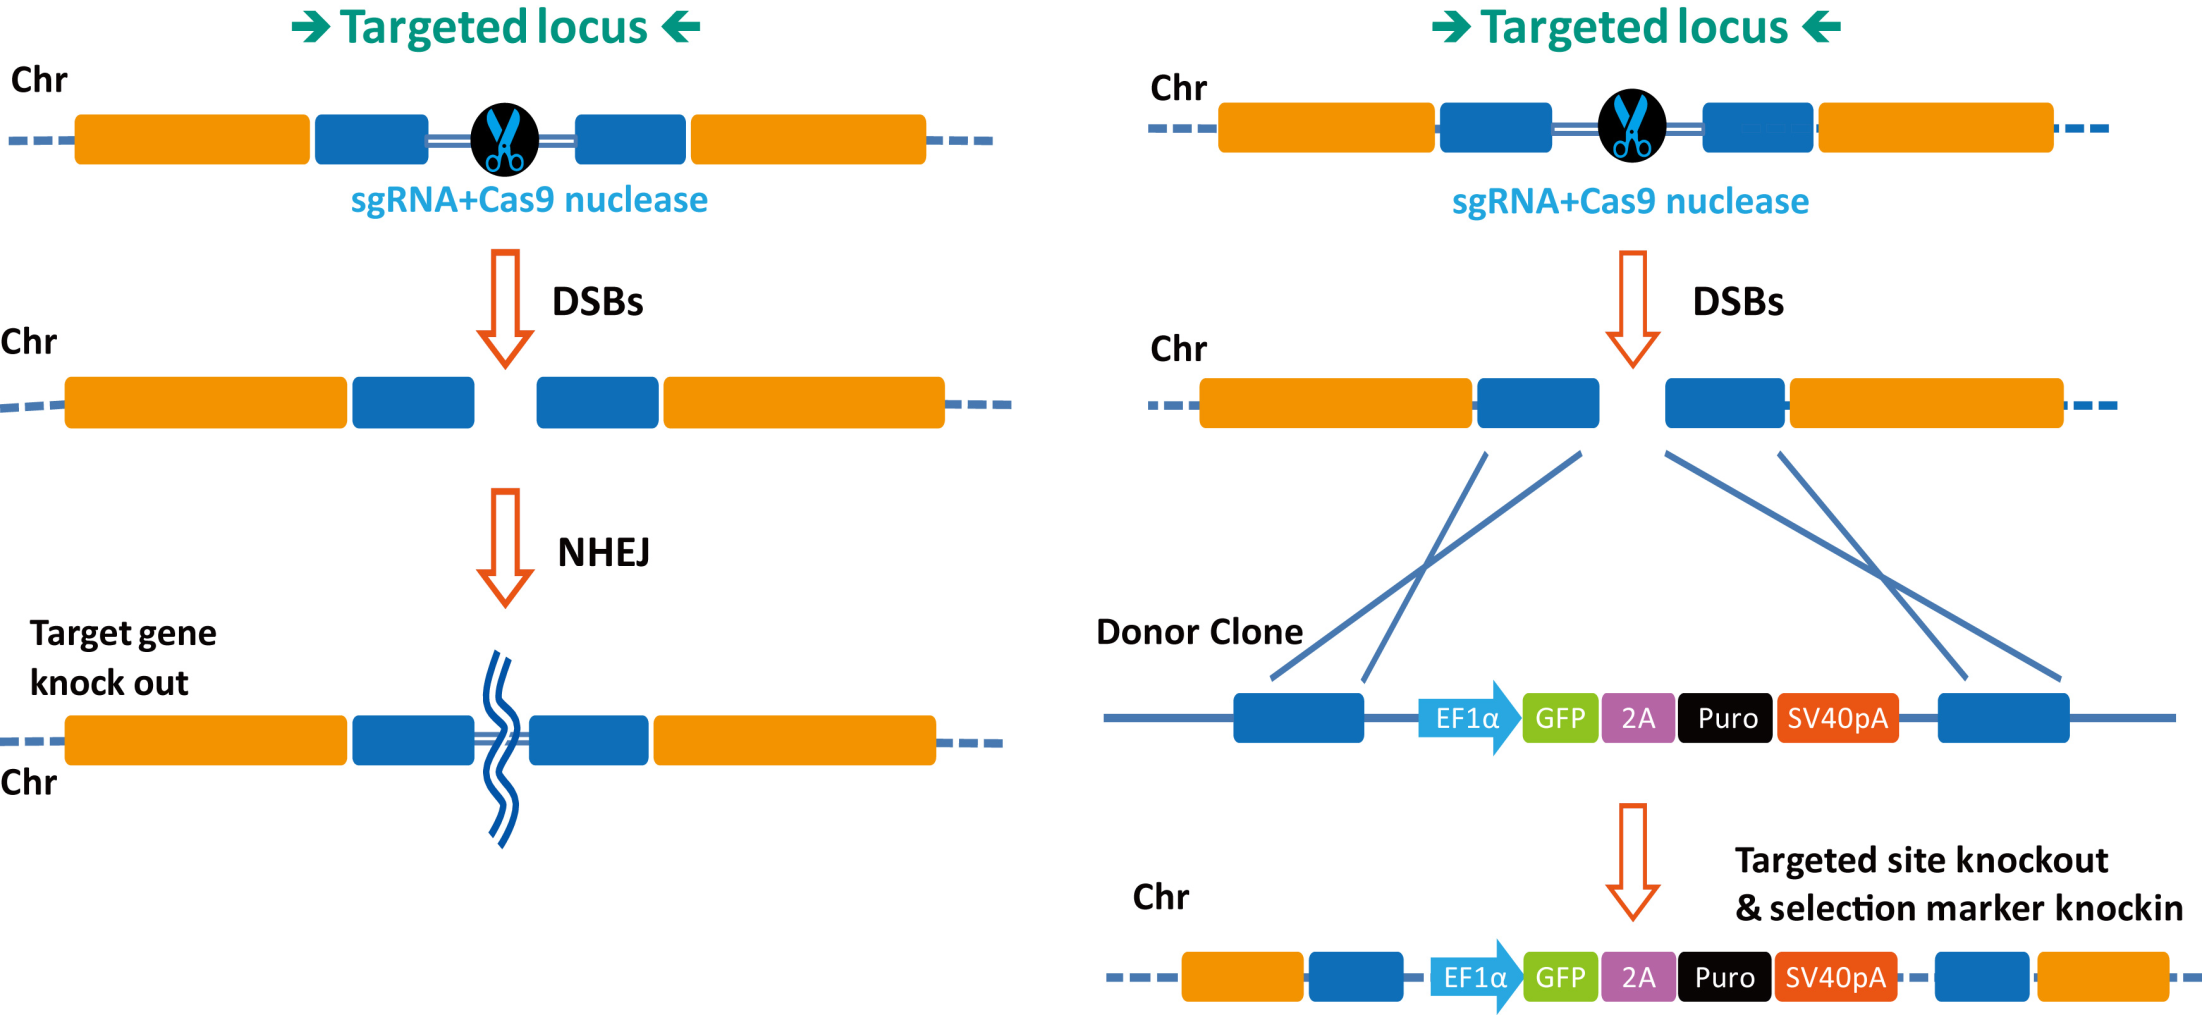 Targeted locus
Chr
sgRNA+Cas9 nuclease
DSBs
Chr
NHEJ
Target gene
knock out
Chr
Targeted locus
Chr
sgRNA+Cas9 nuclease
DSBs
Chr
Donor Clone
EF1α GFP 2A Puro SV40pA
Targeted site knockout
& selection marker knockin
Chr
EF1α GFP 2A Puro SV40pA